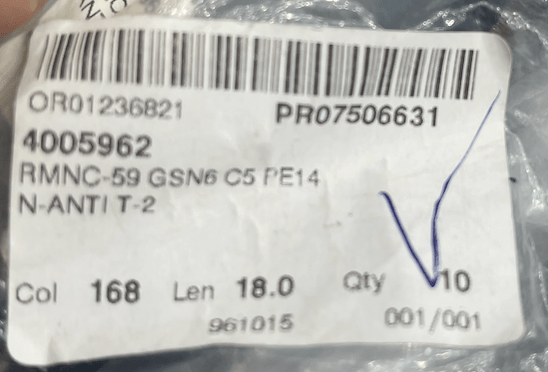 OR01236821 PR07506631
4005962
RMNC-59 GSN6 C5 PE14
N-ANTI T-2
Col 168 Len 18.0 Qty 10
961015 001/001